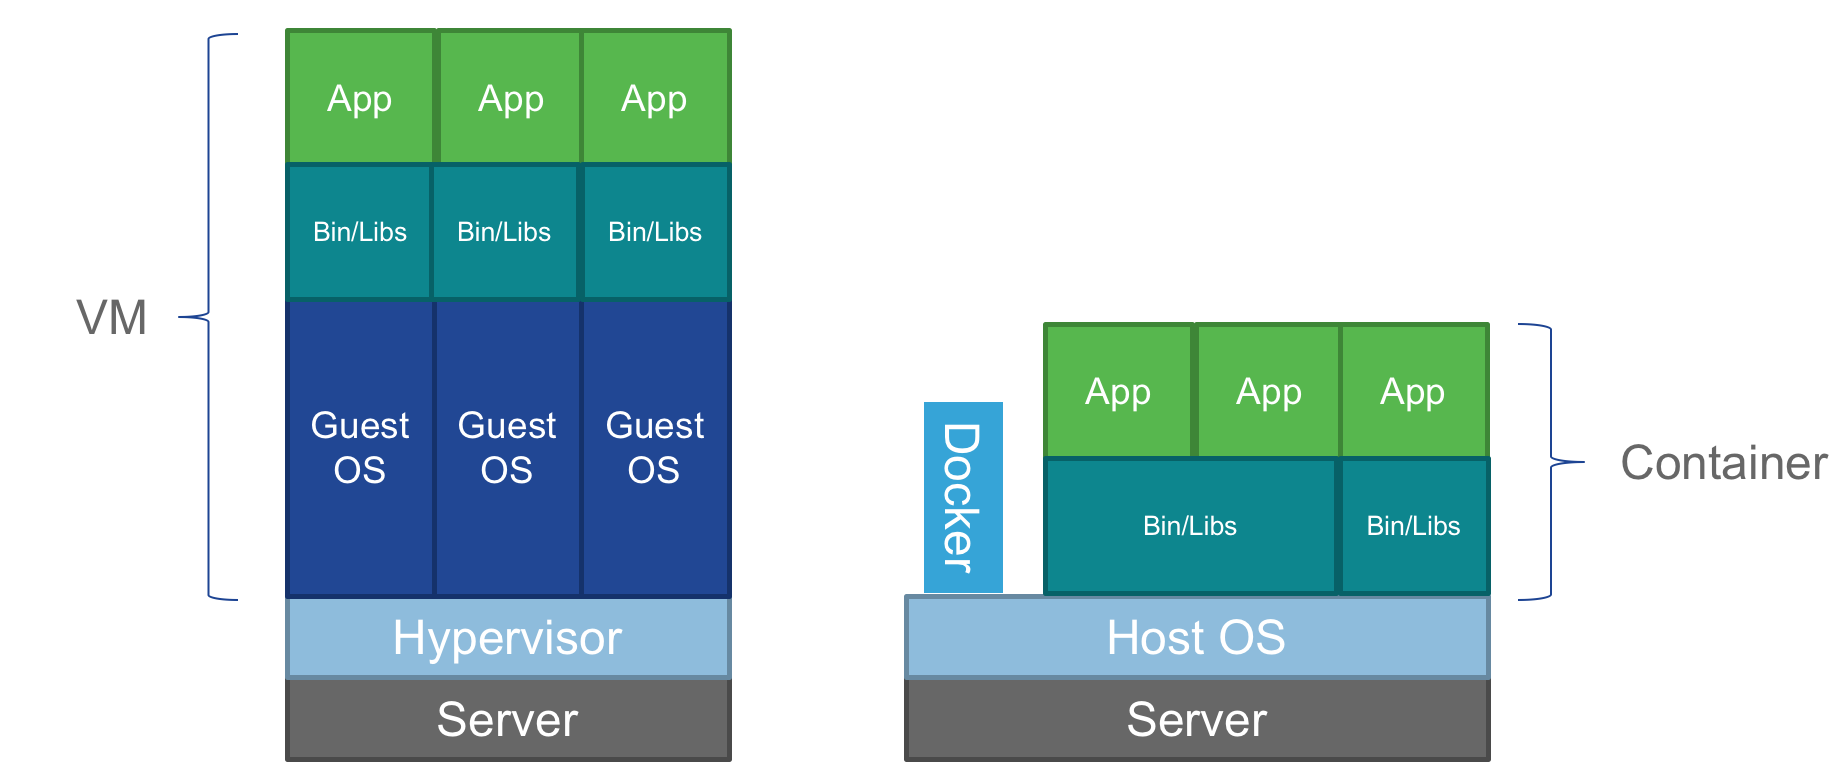 VM
App
App
App
Bin/Libs
Bin/Libs
Bin/Libs
Guest
OS
Guest
OS
Guest
OS
Hypervisor
Server
Docker
App
App
App
Bin/Libs
Bin/Libs
Host OS
Server
Container